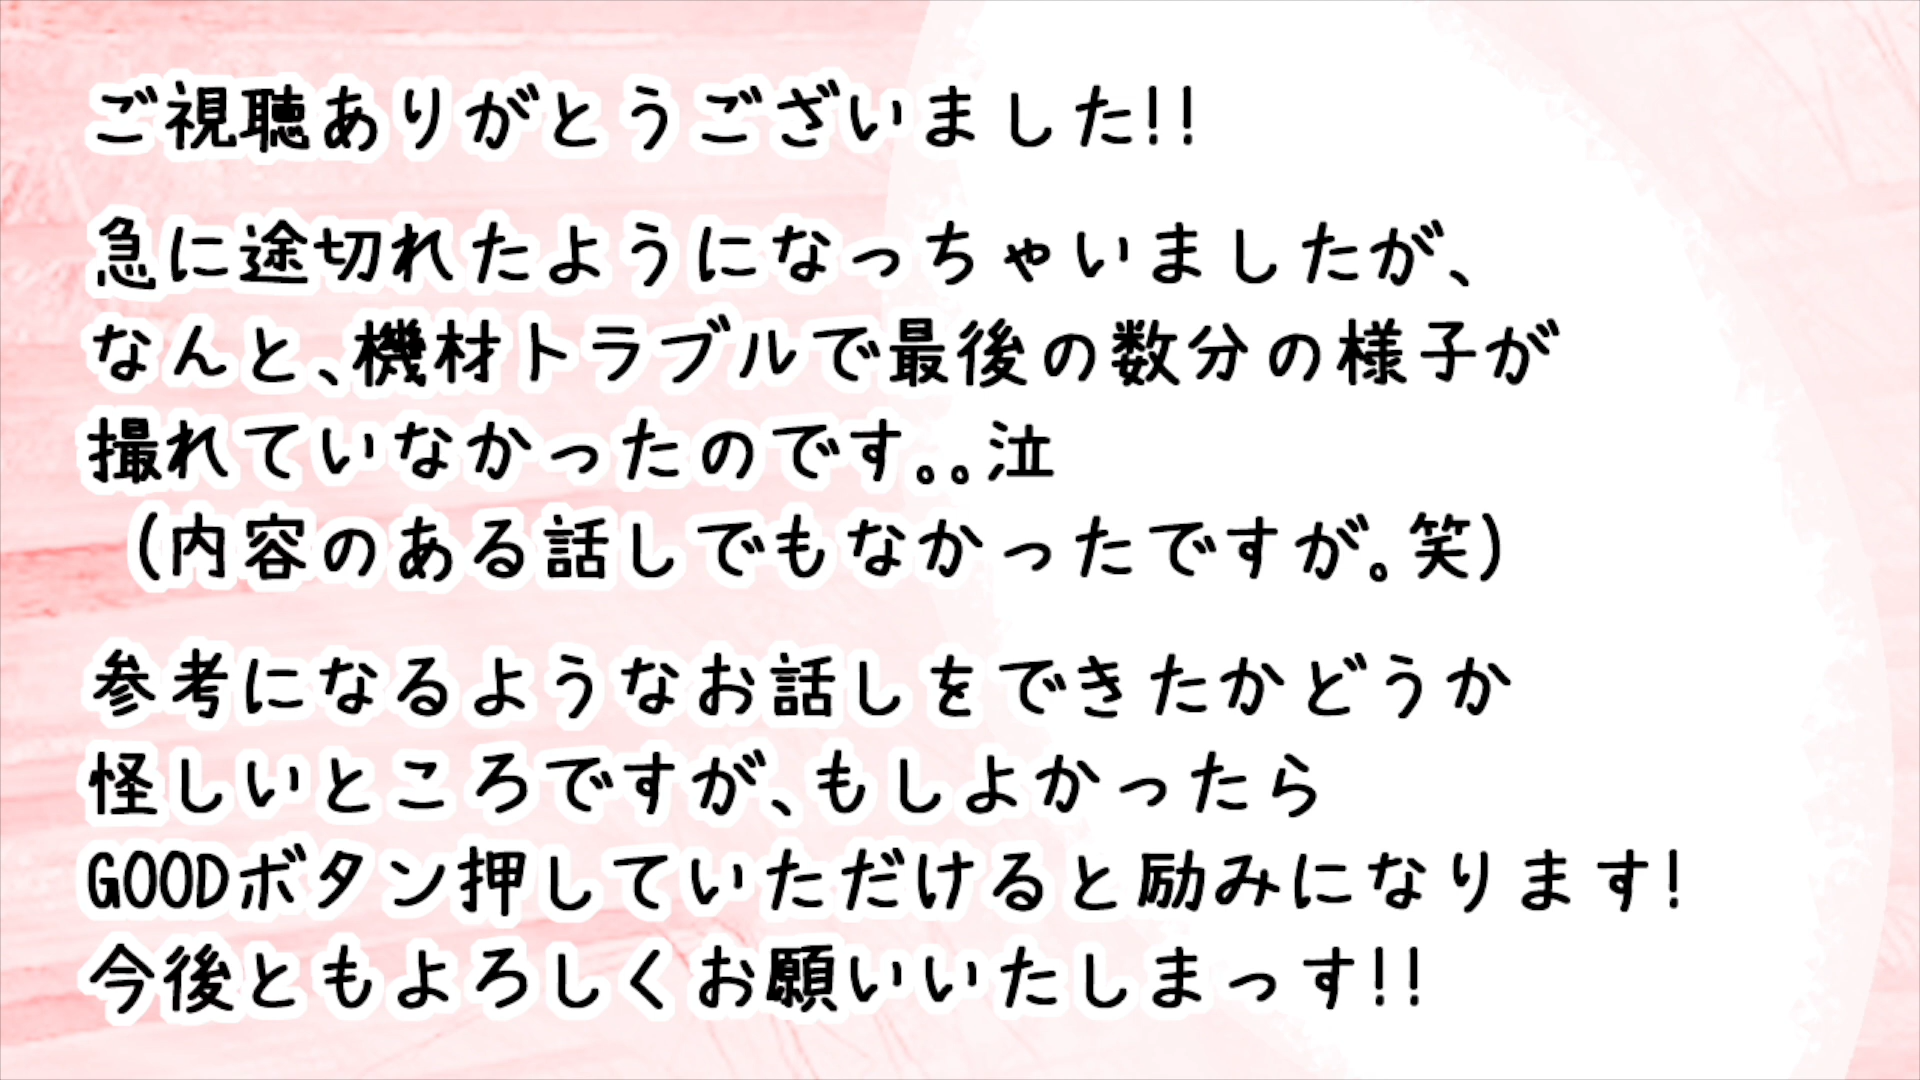 ご視聴ありがとうございました!!
急に途切れたようになっちゃいましたが、
なんと、機材トラブルで最後の数分の様子が
撮れていなかったのです。。泣
(内容のある話しでもなかったですが。笑)
参考になるようなお話しをできたかどうか
怪しいところですが、もしよかったら
GOODボタン押していただけると励みになります!
今後ともよろしくお願いいたしまっす!!